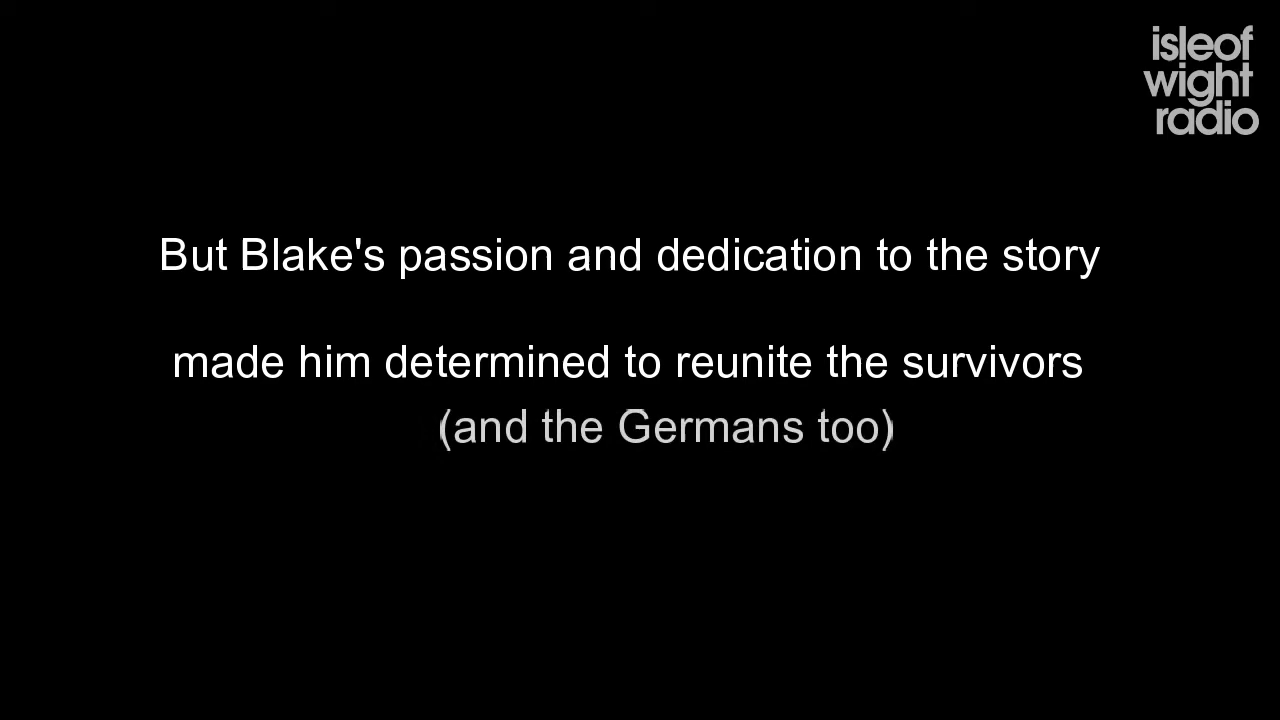 isleof
wight
radio
But Blake's passion and dedication to the story
made him determined to reunite the survivors
(and the Germans too)